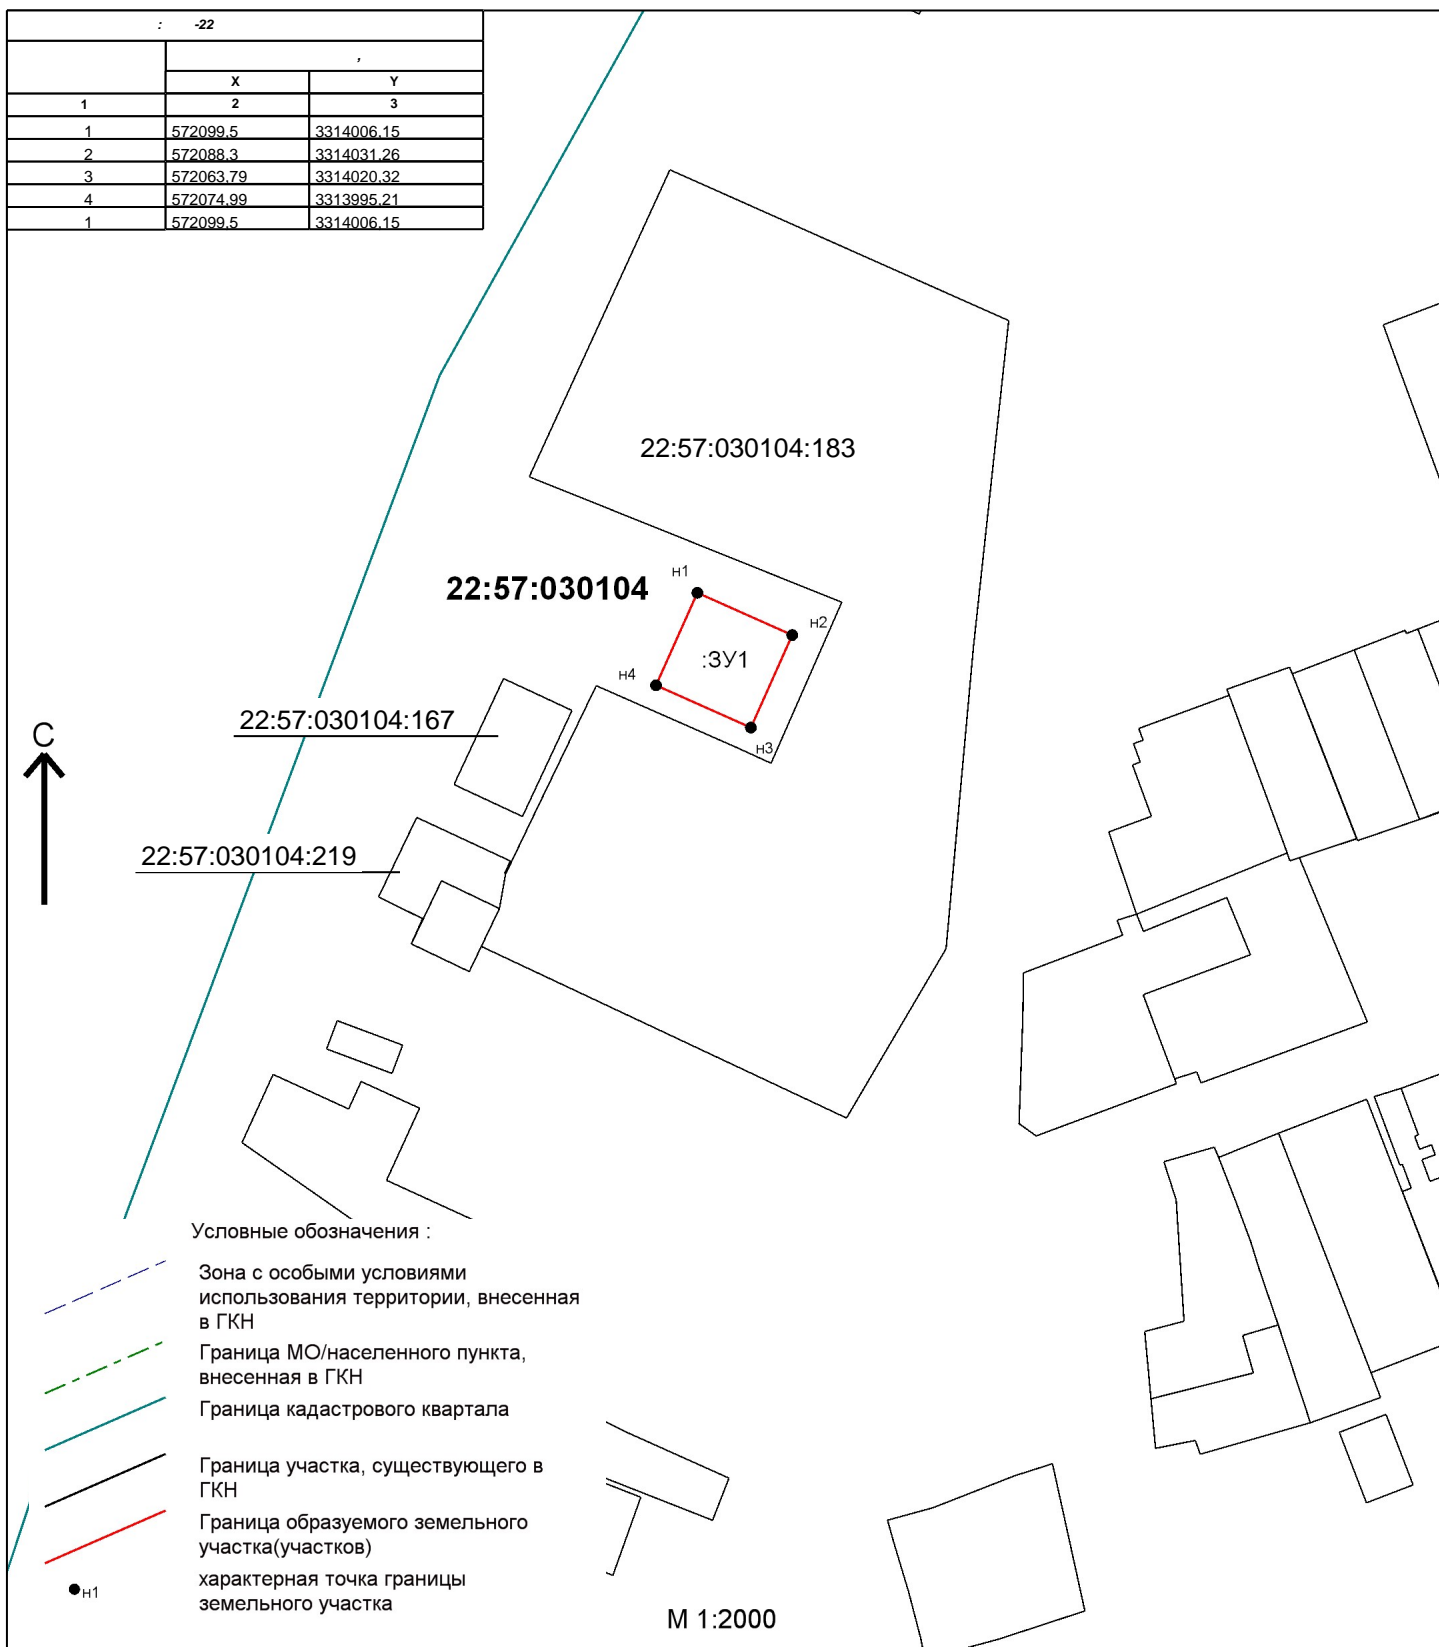 : -22
,
X Y
1 2 3
1 572099,5 3314006,15
2 572088,3 3314031,26
3 572063,79 3314020,32
4 572074,99 3313995,21
1 572099,5 3314006,15
22:57:030104:183
22:57:030104
н1
н2
:ЗУ1
н4
н3
22:57:030104:167
С
22:57:030104:219
Условные обозначения :
Зона с особыми условиями
использования территории, внесенная
в ГКН
Граница МО/населенного пункта,
внесенная в ГКН
Граница кадастрового квартала
Граница участка, существующего в
ГКН
Граница образуемого земельного
участка(участков)
н1
характерная точка границы
земельного участка
М 1:2000